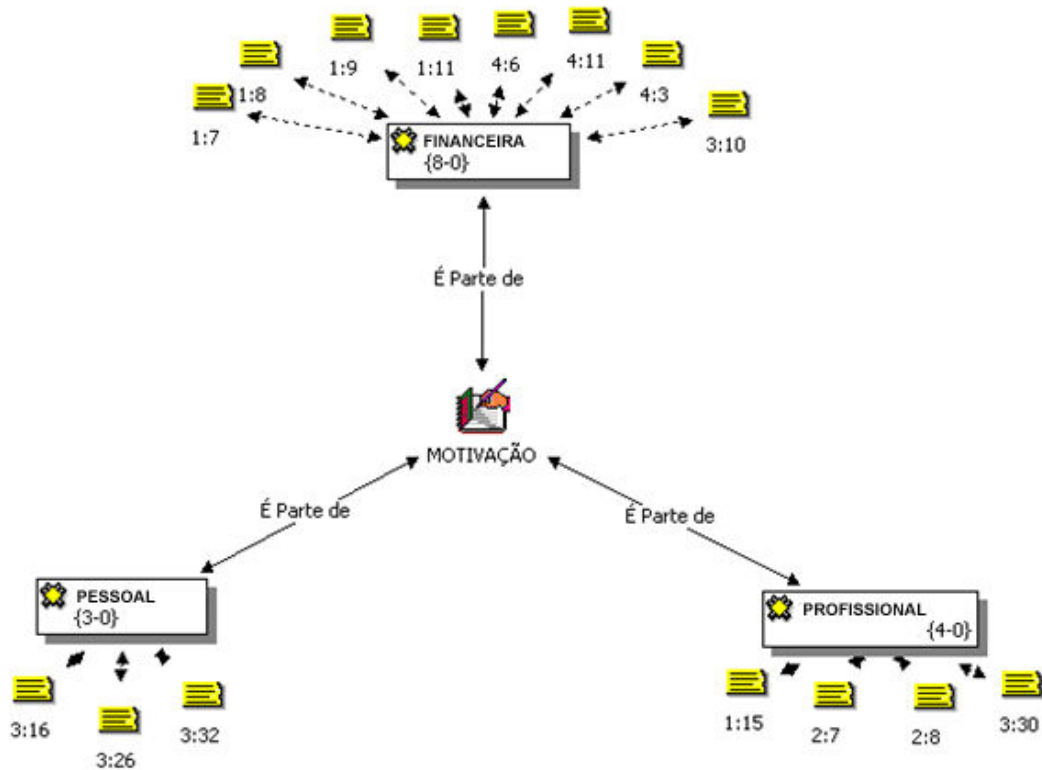 1:7
1:8
1:9
1:11
4:6
4:11
4:3
3:10
FINANCEIRA
{8-0}
É Parte de
MOTIVAÇÃO
É Parte de
É Parte de
PESSOAL
{3-0}
PROFISSIONAL
{4-0}
3:16
3:26
3:32
1:15
2:7
2:8
3:30